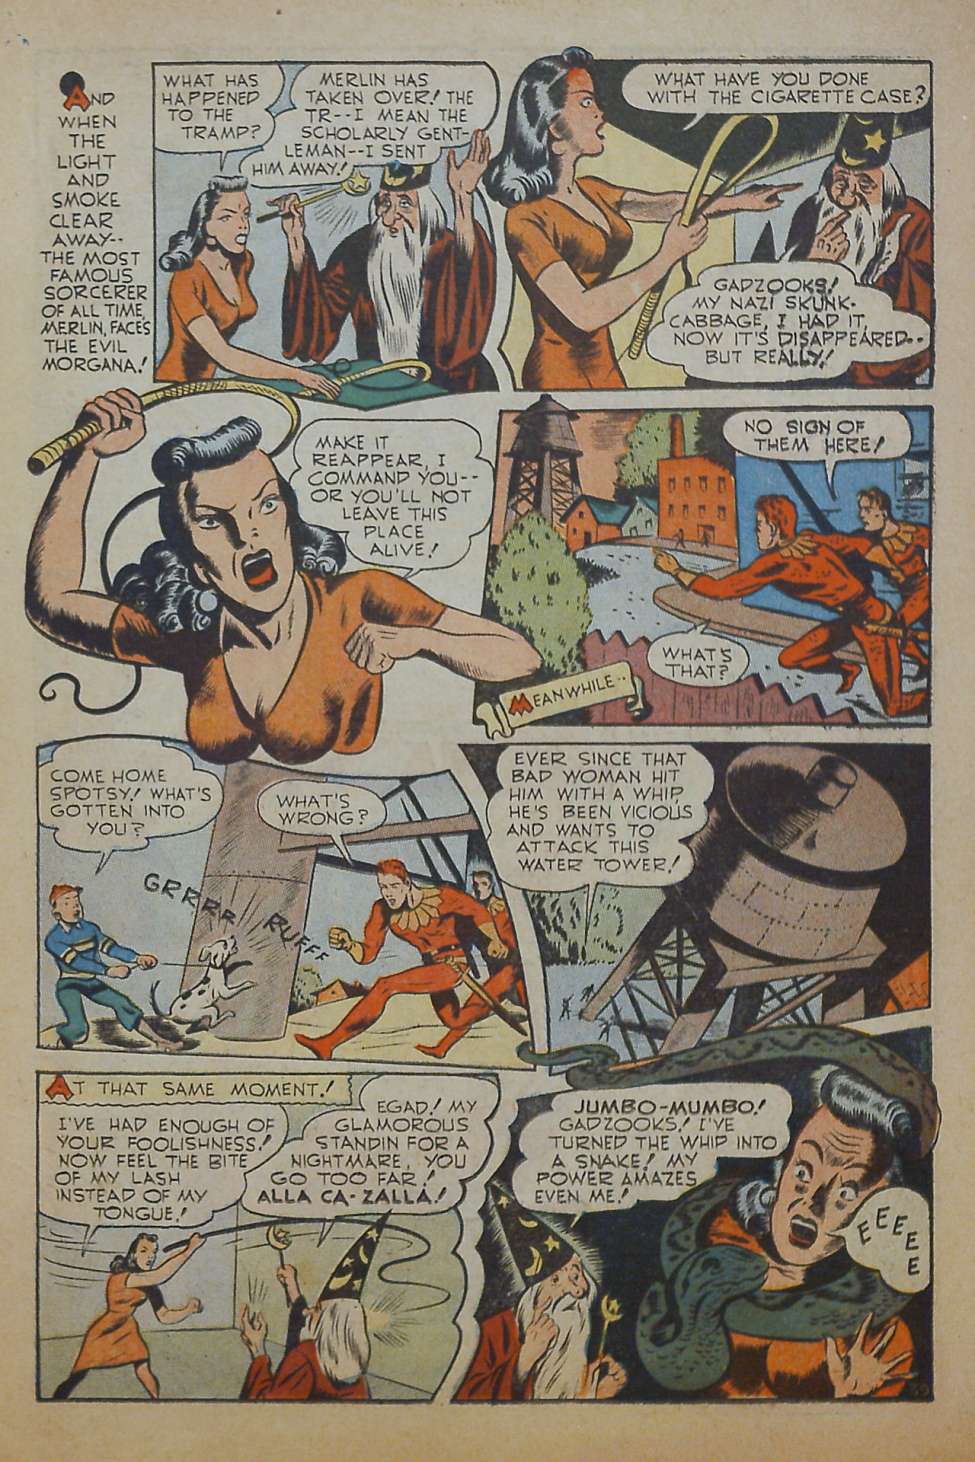 AND
WHEN
THE
LIGHT
AND
SMOKE
CLEAR
AWAY--
THE MOST
FAMOUS
SORCERER
OF ALL TIME,
MERLIN, FACES
THE EVIL
MORGANA!
WHAT HAS
HAPPENED
TO THE
TRAMP?
MERLIN HAS
TAKEN OVER! THE
TR--I MEAN THE
SCHOLARLY GENT-
LEMAN--I SENT
HIM AWAY!
WHAT HAVE YOU DONE
WITH THE CIGARETTE CASE?
GADZOOKS!
MY NAZI SKUNK-
CABBAGE, I HAD IT,
NOW IT'S DISAPPEARED--
BUT REALLY!
MAKE IT
REAPPEAR, I
COMMAND YOU--
OR YOU'LL NOT
LEAVE THIS
PLACE
ALIVE!
NO SIGN OF
THEM HERE!
WHAT'S
THAT?
MEANWHILE--
COME HOME
SPOTSY! WHAT'S
GOTTEN INTO
YOU?
WHAT'S
WRONG?
GRRRR
RUFFF
EVER SINCE THAT
BAD WOMAN HIT
HIM WITH A WHIP,
HE'S BEEN VICIOUS
AND WANTS TO
ATTACK THIS
WATER TOWER!
AT THAT SAME MOMENT!
I'VE HAD ENOUGH OF
YOUR FOOLISHNESS!
NOW FEEL THE BITE
OF MY LASH
INSTEAD OF MY
TONGUE!
EGAD! MY
GLAMOROUS
STANDIN FOR A
NIGHTMARE, YOU
GO TOO FAR!
ALLA CA-ZALLA!
JUMBO-MUMBO!
GADZOOKS! I'VE
TURNED THE WHIP INTO
A SNAKE! MY
POWER AMAZES
EVEN ME!
EEEEE